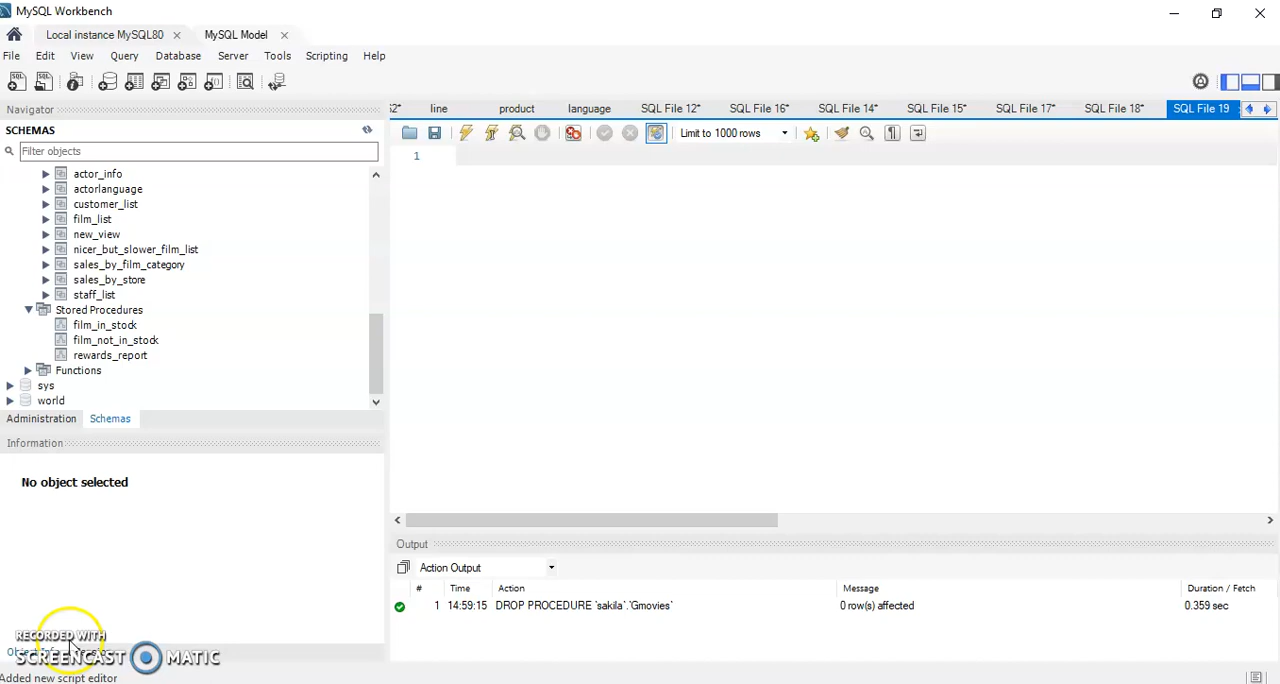 MySQL Workbench
Local instance MySQL80
MySQL Model
File Edit View Query Database Server Tools Scripting Help
Navigator
SCHEMAS
Filter objects
actor_info
actorlanguage
customer_list
film_list
new_view
nicer_but_slower_film_list
sales_by_film_category
sales_by_store
staff_list
Stored Procedures
film_in_stock
film_not_in_stock
rewards_report
Functions
sys
world
Administration Schemas
Information
No object selected
RECORDED WITH
SCREENCAST MATIC
Added new script editor
2* line product language SQL File 12* SQL File 16* SQL File 14* SQL File 15* SQL File 17* SQL File 18* SQL File 19
Limit to 1000 rows
1
Output
Action Output
# Time Action Message Duration / Fetch
1 14:59:15 DROP PROCEDURE `sakila`.`Gmovies` 0 row(s) affected 0.359 sec